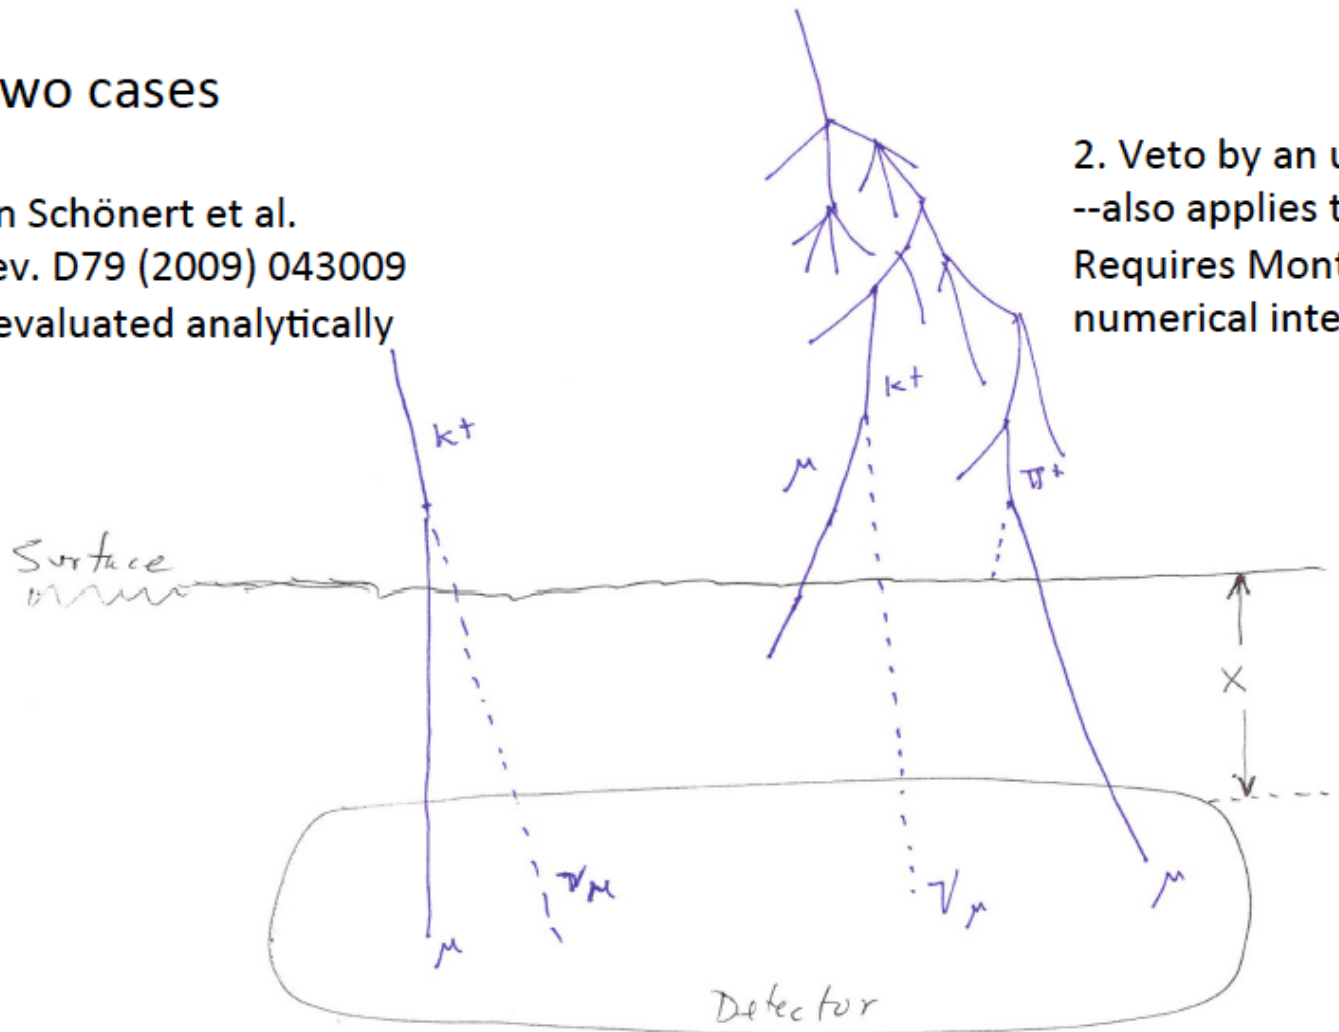 wo cases
n Schönert et al.
ev. D79 (2009) 043009
evaluated analytically
2. Veto by an u
--also applies t
Requires Mont
numerical inte
K+
K+
μ
π+
Surface
X
νμ
νμ
μ
μ
Detector